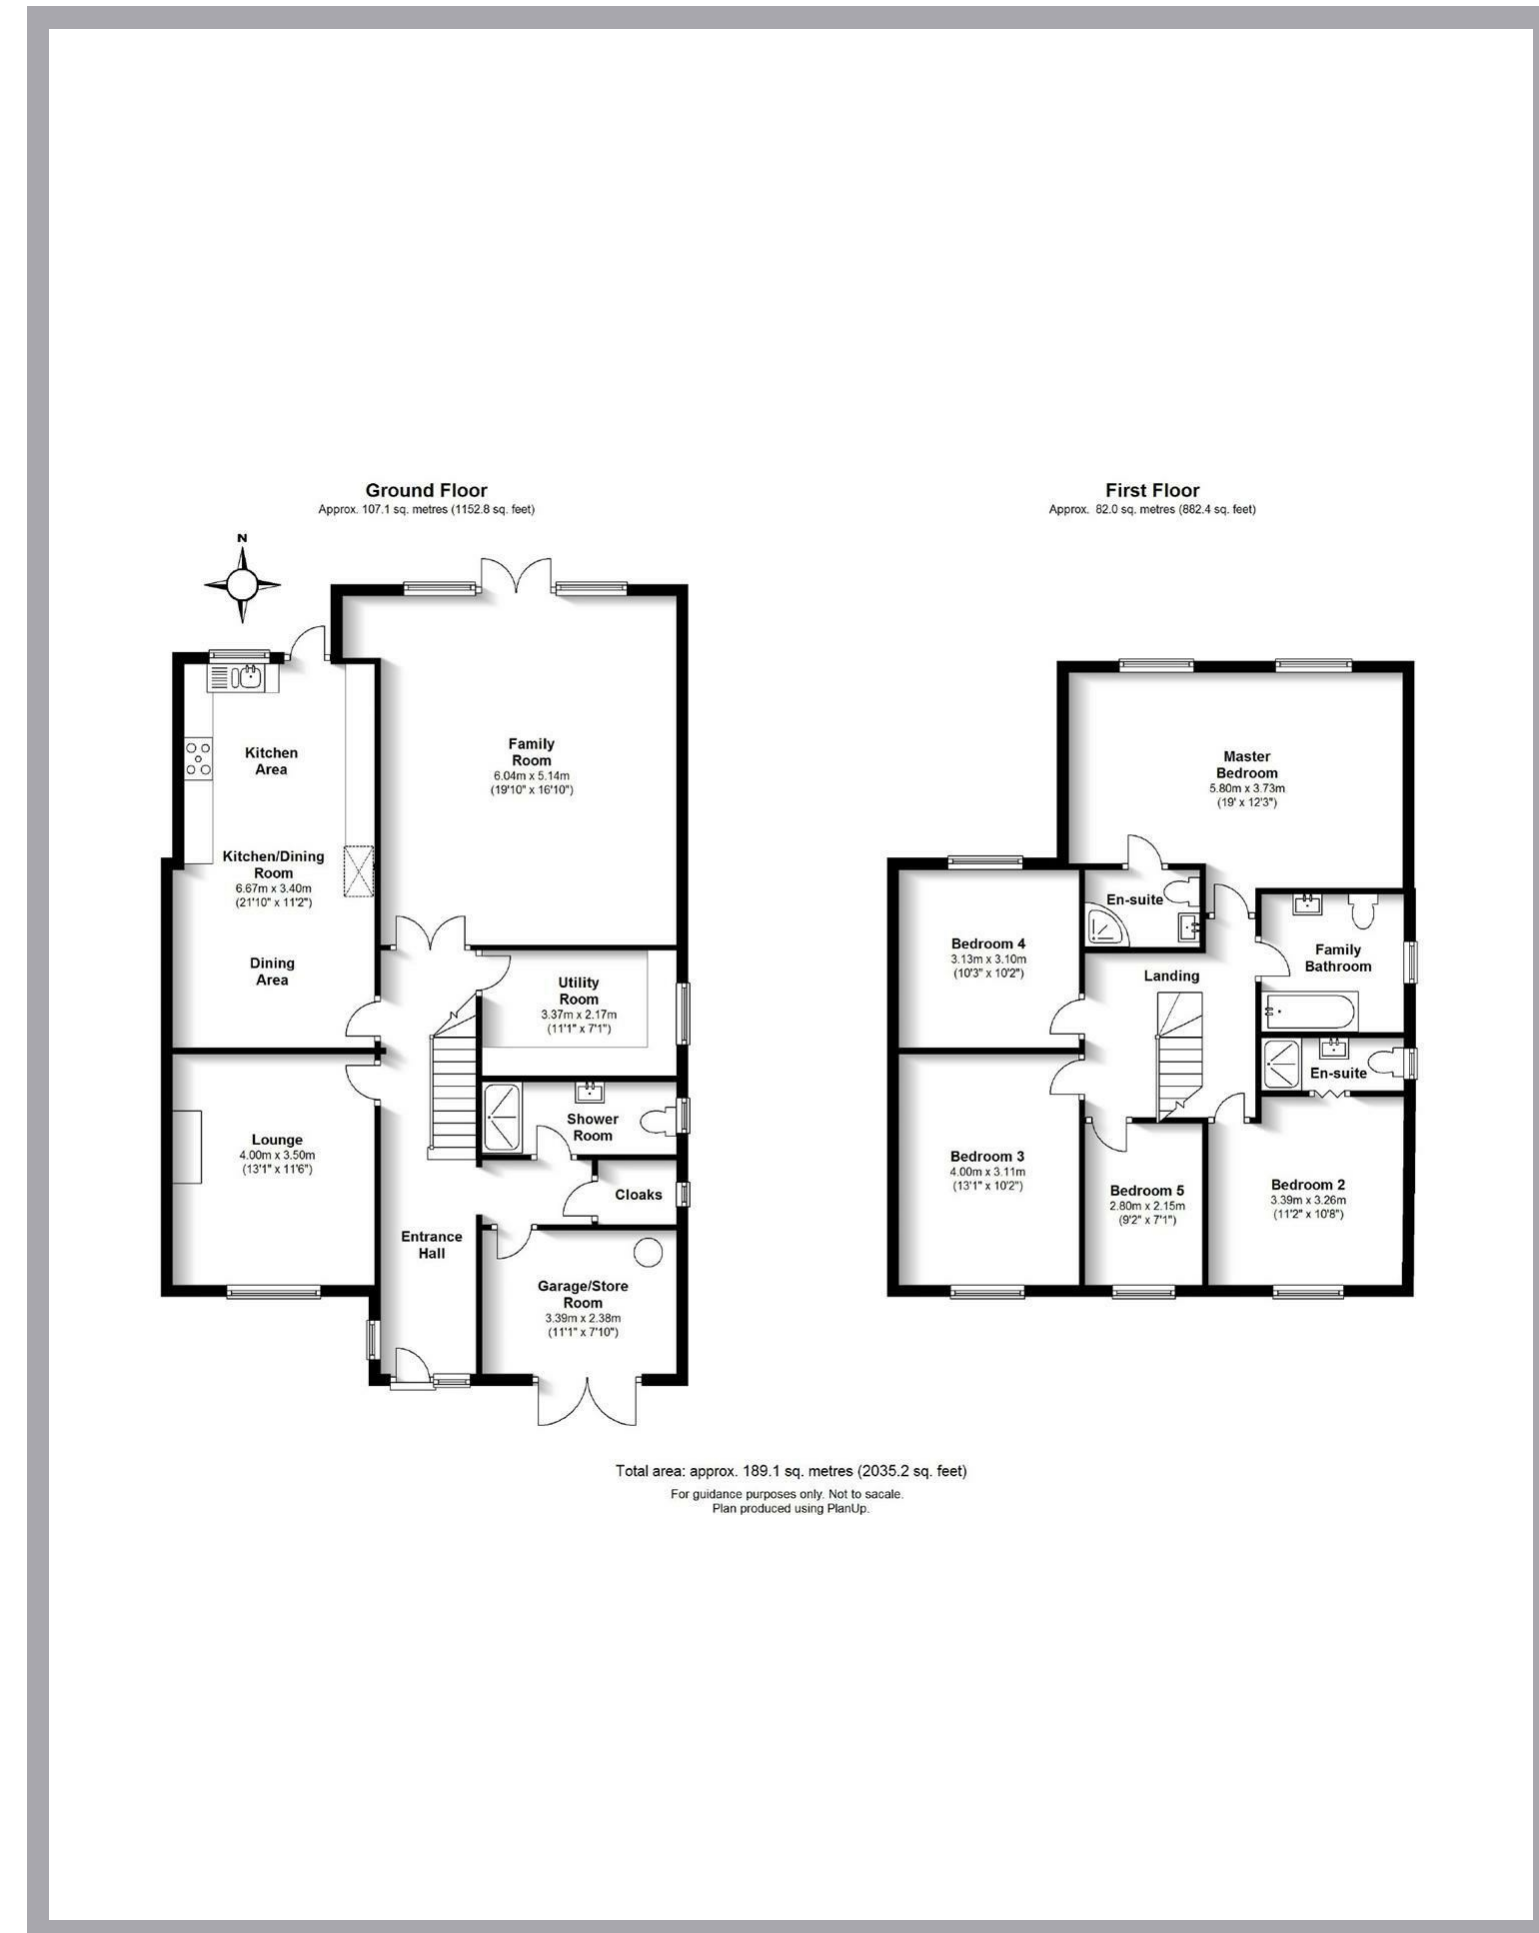 Ground Floor
Approx. 107.1 sq. metres (1152.8 sq. feet)
N
Family
Room
6.04m x 5.14m
(19'10" x 16'10")
Kitchen
Area
Kitchen/Dining
Room
6.67m x 3.40m
(21'10" x 11'2")
Dining
Area
Utility
Room
3.37m x 2.17m
(11'1" x 7'1")
Lounge
4.00m x 3.50m
(13'1" x 11'6")
Shower
Room
Cloaks
Entrance
Hall
Garage/Store
Room
3.39m x 2.38m
(11'1" x 7'10")
First Floor
Approx. 82.0 sq. metres (882.4 sq. feet)
Master
Bedroom
5.80m x 3.73m
(19' x 12'3")
En-suite
Bedroom 4
3.13m x 3.10m
(10'3" x 10'2")
Family
Bathroom
Landing
En-suite
Bedroom 3
4.00m x 3.11m
(13'1" x 10'2")
Bedroom 5
2.80m x 2.15m
(9'2" x 7'1")
Bedroom 2
3.39m x 3.26m
(11'2" x 10'8")
Total area: approx. 189.1 sq. metres (2035.2 sq. feet)
For guidance purposes only. Not to sacale.
Plan produced using PlanUp.